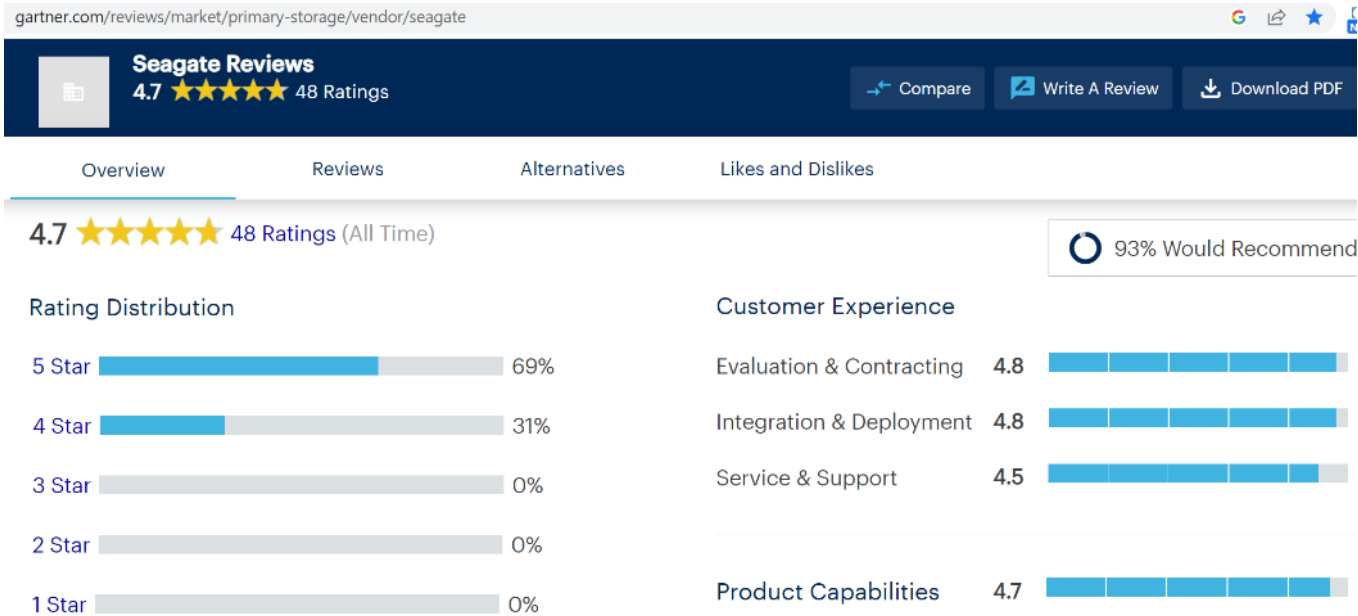 gartner.com/reviews/market/primary-storage/vendor/seagate
Seagate Reviews
4.7 48 Ratings
Compare
Write A Review
Download PDF
Overview Reviews Alternatives Likes and Dislikes
4.7 48 Ratings (All Time)
93% Would Recommend
Rating Distribution
5 Star 69%
4 Star 31%
3 Star 0%
2 Star 0%
1 Star 0%
Customer Experience
Evaluation & Contracting 4.8
Integration & Deployment 4.8
Service & Support 4.5
Product Capabilities 4.7